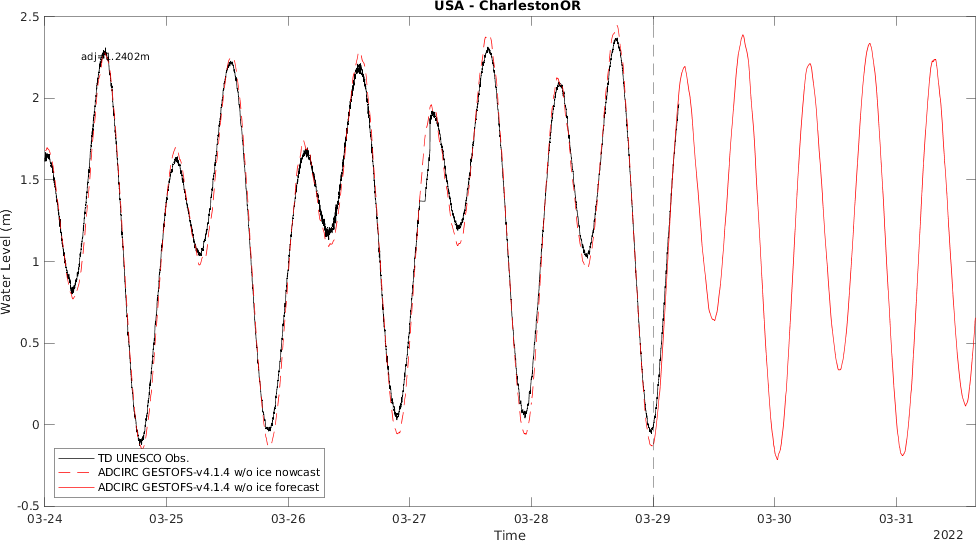 USA - CharlestonOR
adj=1.2402m
Water Level (m)
2.5
2
1.5
1
0.5
0
-0.5
TD UNESCO Obs.
ADCIRC GESTOFS-v4.1.4 w/o ice nowcast
ADCIRC GESTOFS-v4.1.4 w/o ice forecast
03-24 03-25 03-26 03-27 03-28 03-29 03-30 03-31
Time
2022